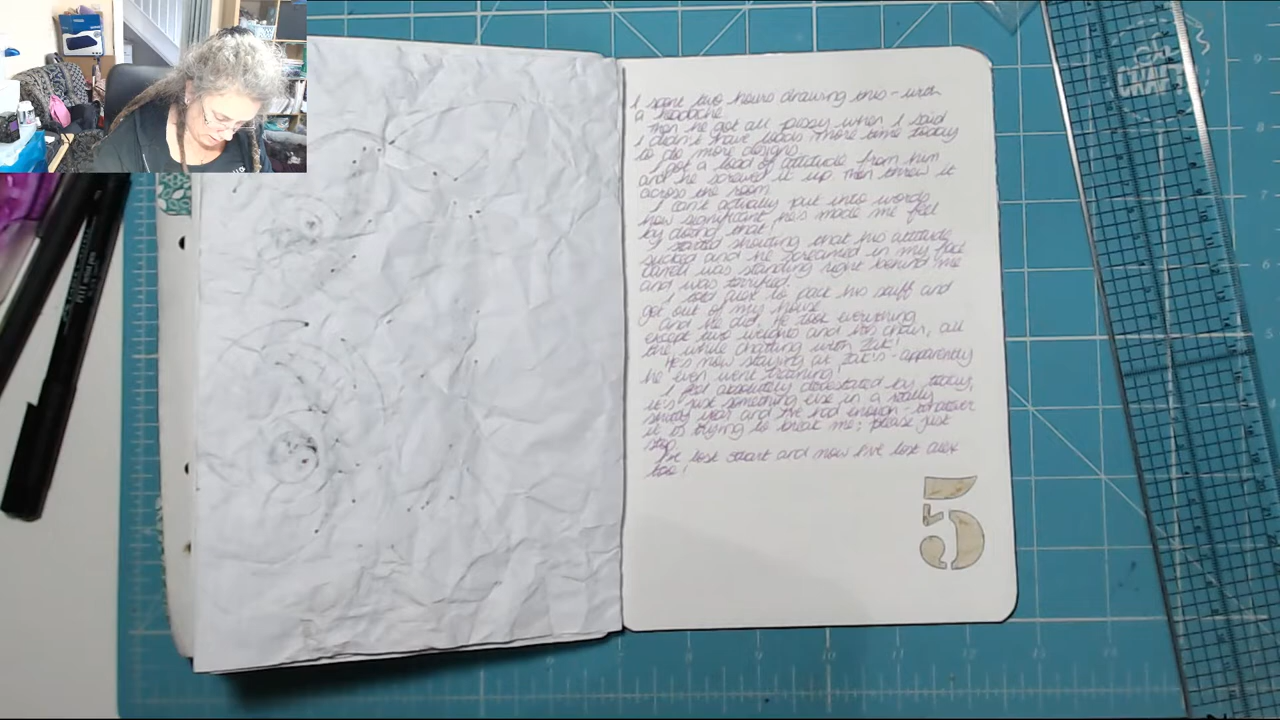 I spent two hours drawing this - with
a headache.
Then he got all pissy when I said
I didn't have more time today
to do more designs.
I got a load of attitude from him
and he screwed it up then threw it
across the room
I can't actually put into words
how significant he's made me feel
by doing that!
I started shouting that his attitude
sucked and he screamed in my face
was standing right behind me
and was terrified.
I told to pack his stuff and
got out of my house
and he did. He took everything
except two weights and his chair, all
the while chatting with Zak!
He's now staying at Zak's - apparently
he even went training!
I feel absolutely devastated by today,
it's just something else in a really
year and I've had enough - whatever
it is trying to break me; please just
stop.
I've lost Stuart and now I've lost Alex
too!
5
oh
CRAFT